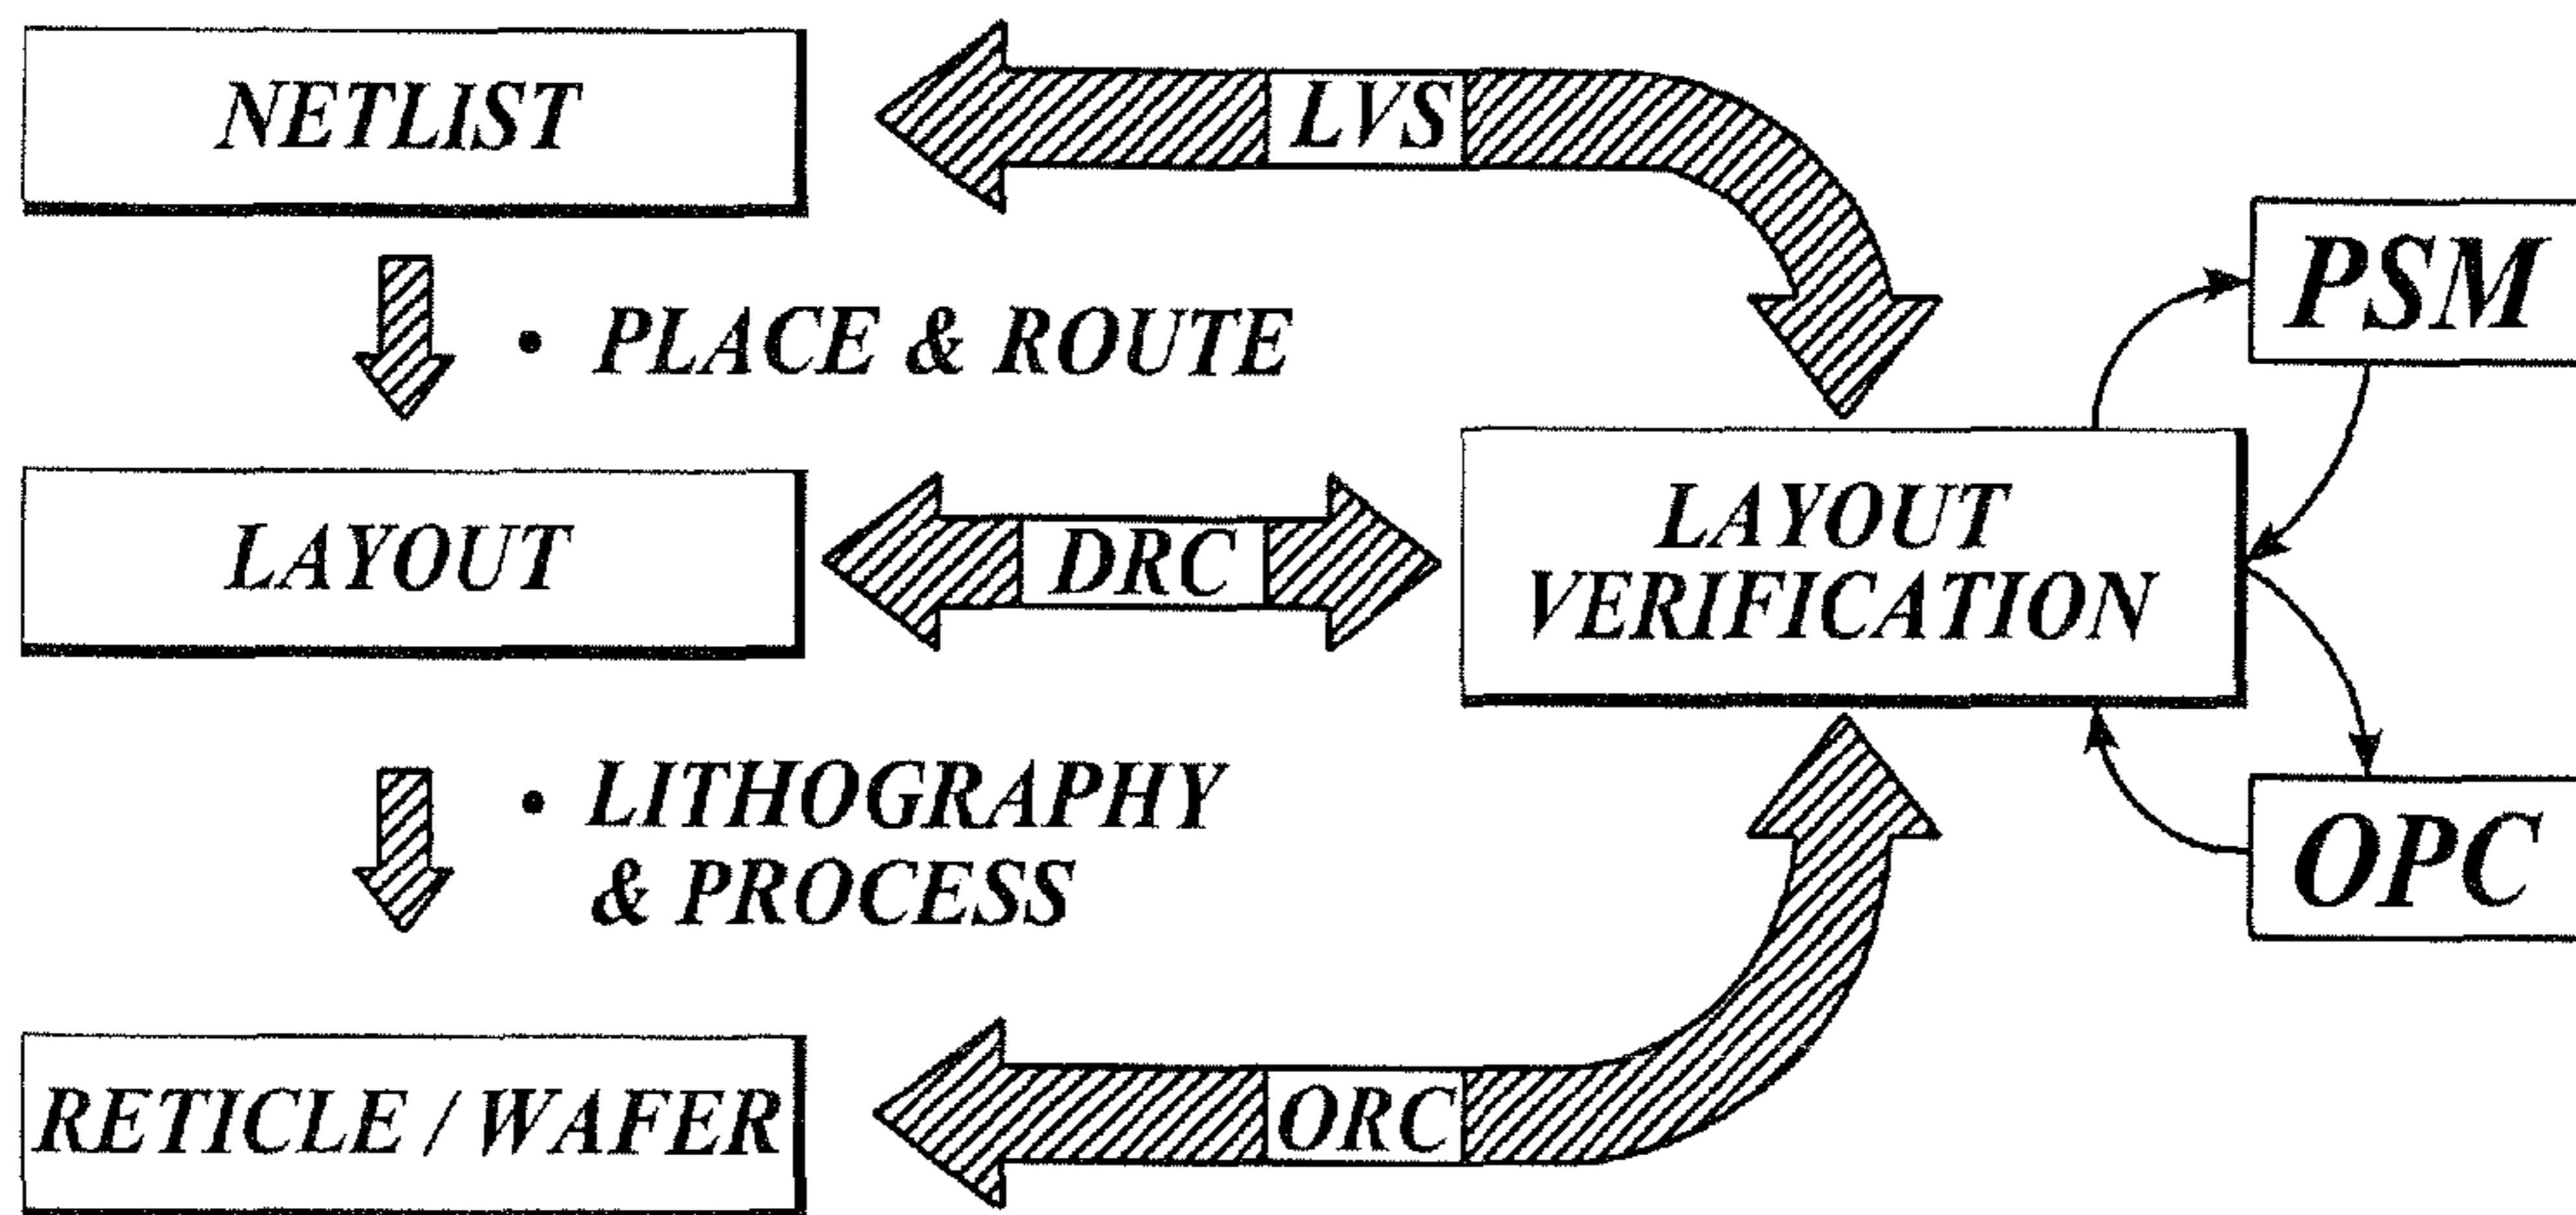 NETLIST
LVS
PSM
• PLACE & ROUTE
LAYOUT
DRC
LAYOUT
VERIFICATION
• LITHOGRAPHY
& PROCESS
OPC
RETICLE / WAFER
ORC